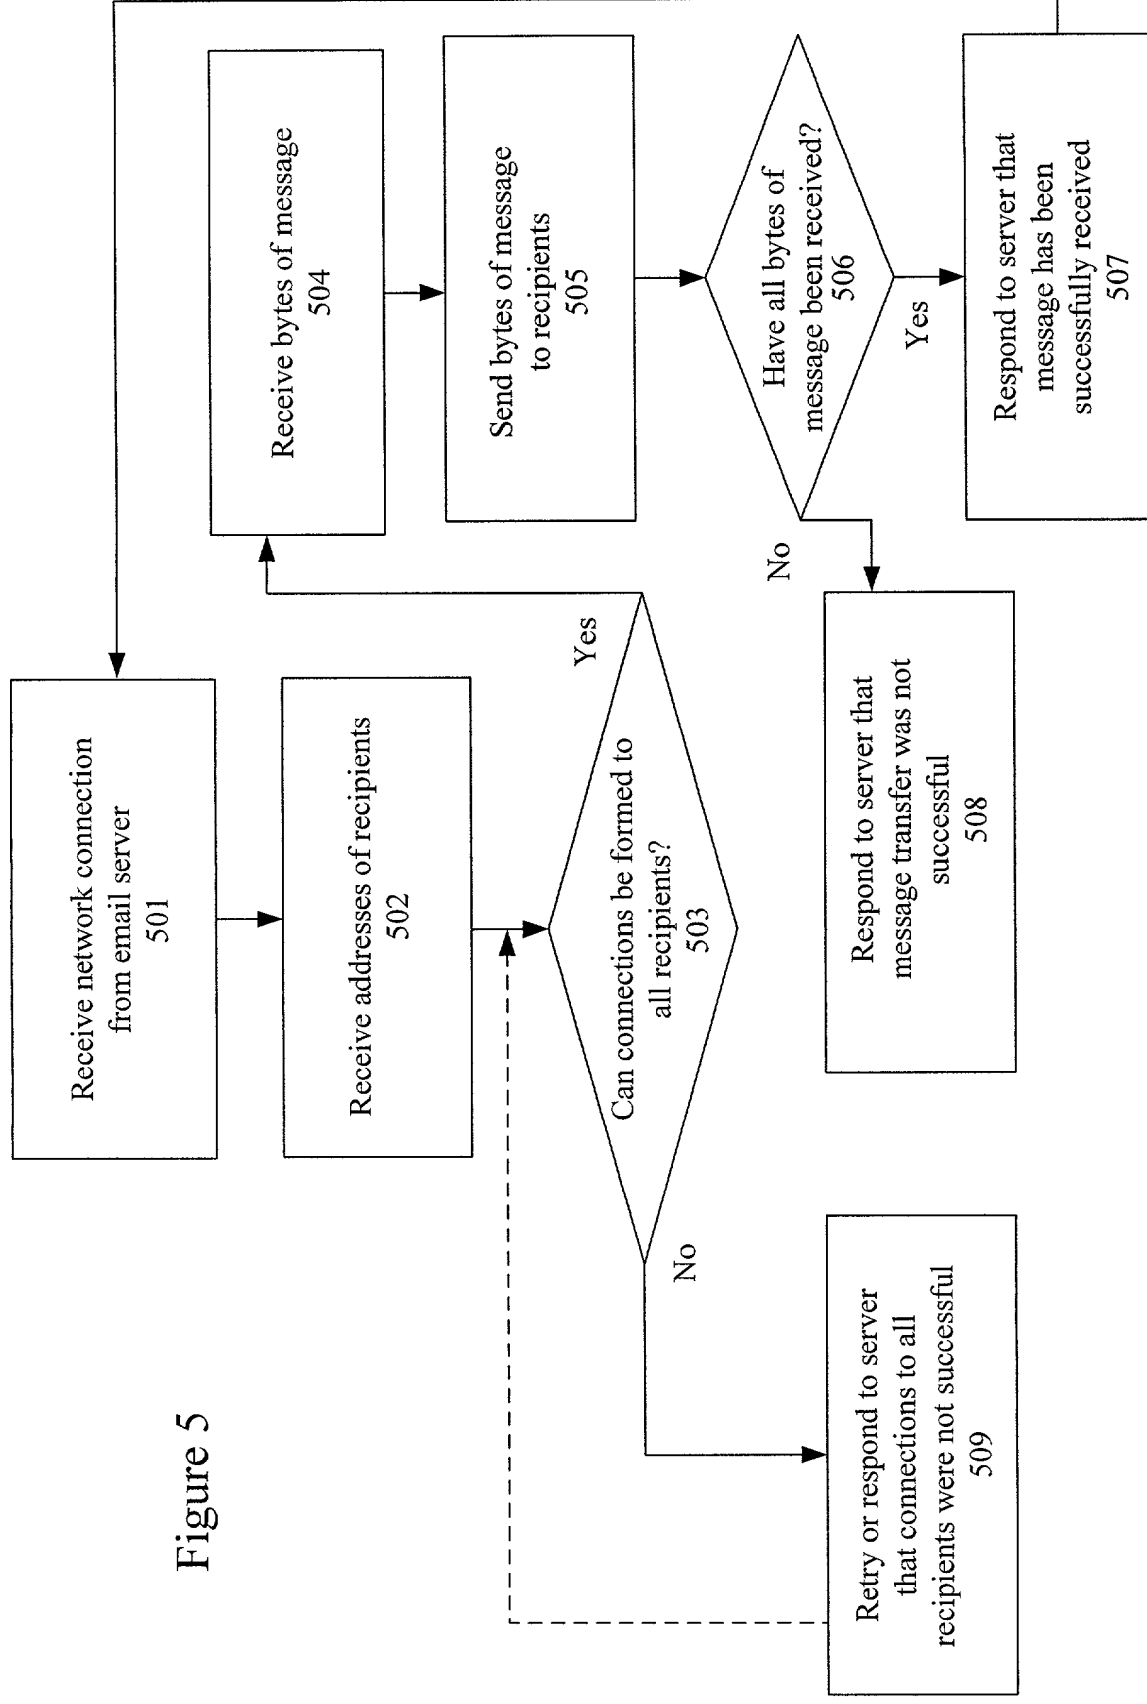 Figure 5
Receive network connection
from email server
501
Receive addresses of recipients
502
Can connections be formed to
all recipients?
503
Yes
No
Receive bytes of message
504
Send bytes of message
to recipients
505
Have all bytes of
message been received?
506
Yes
No
Respond to server that
message has been
successfully received
507
Respond to server that
message transfer was not
successful
508
Retry or respond to server
that connections to all
recipients were not successful
509